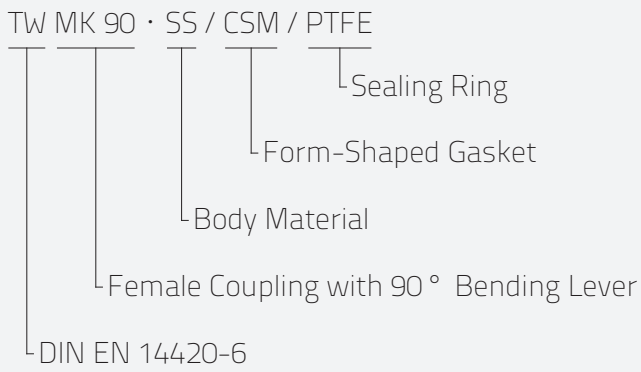 TW MK 90 · SS / CSM / PTFE
Sealing Ring
Form-Shaped Gasket
Body Material
Female Coupling with 90° Bending Lever
DIN EN 14420-6